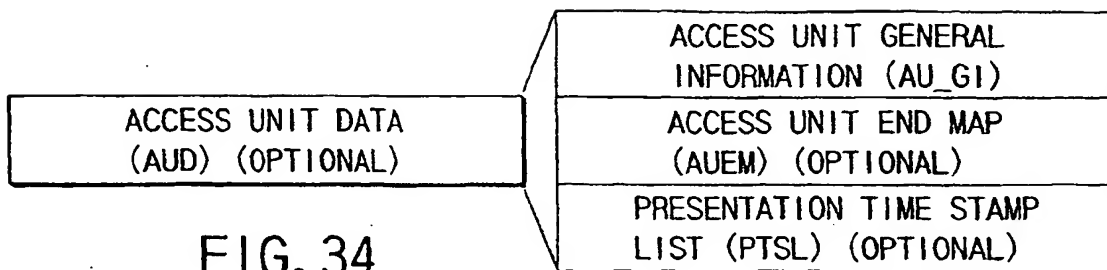 ACCESS UNIT DATA
(AUD) (OPTIONAL)
ACCESS UNIT GENERAL
INFORMATION (AU_GI)
ACCESS UNIT END MAP
(AUEM) (OPTIONAL)
PRESENTATION TIME STAMP
LIST (PTSL) (OPTIONAL)
FIG. 34